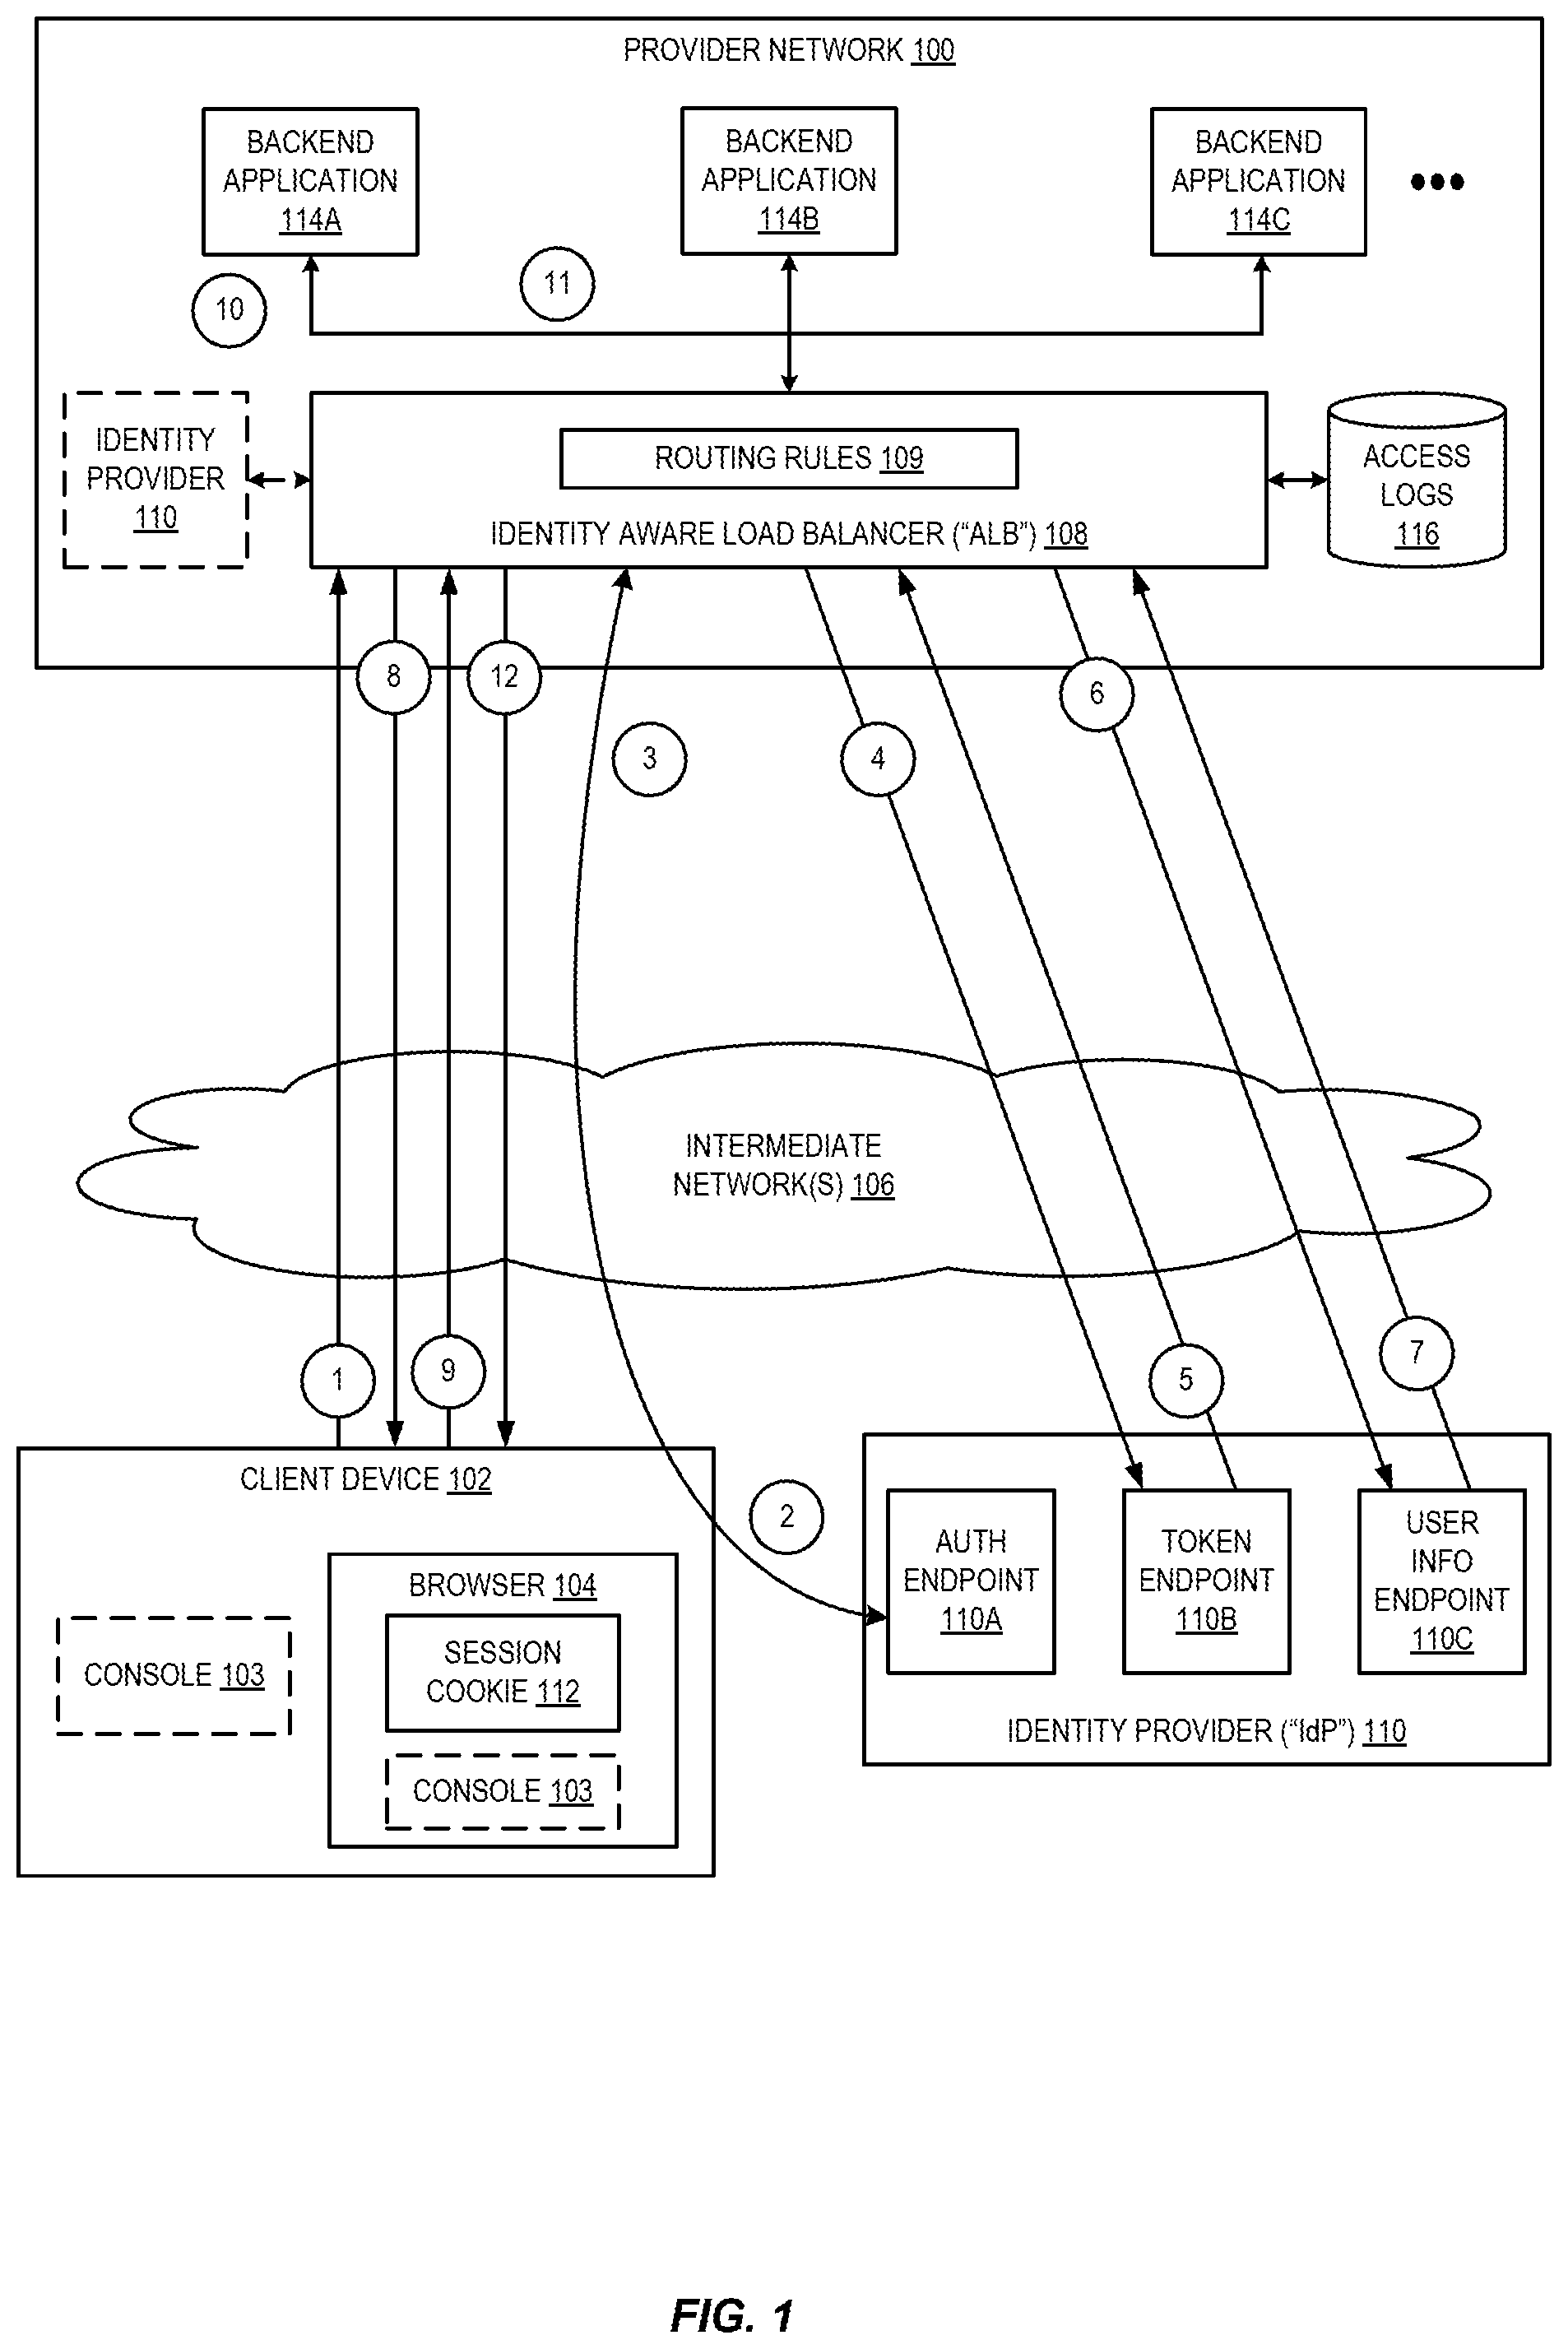 PROVIDER NETWORK 100
BACKEND
APPLICATION
114A
BACKEND
APPLICATION
114B
BACKEND
APPLICATION
114C
•••
10
11
IDENTITY
PROVIDER
110
ROUTING RULES 109
IDENTITY AWARE LOAD BALANCER (“ALB”) 108
ACCESS
LOGS
116
8
12
6
3
4
INTERMEDIATE
NETWORK(S) 106
1
9
5
7
CLIENT DEVICE 102
2
BROWSER 104
SESSION
COOKIE 112
CONSOLE 103
CONSOLE 103
AUTH
ENDPOINT
110A
TOKEN
ENDPOINT
110B
USER
INFO
ENDPOINT
110C
IDENTITY PROVIDER (“IdP”) 110
FIG. 1